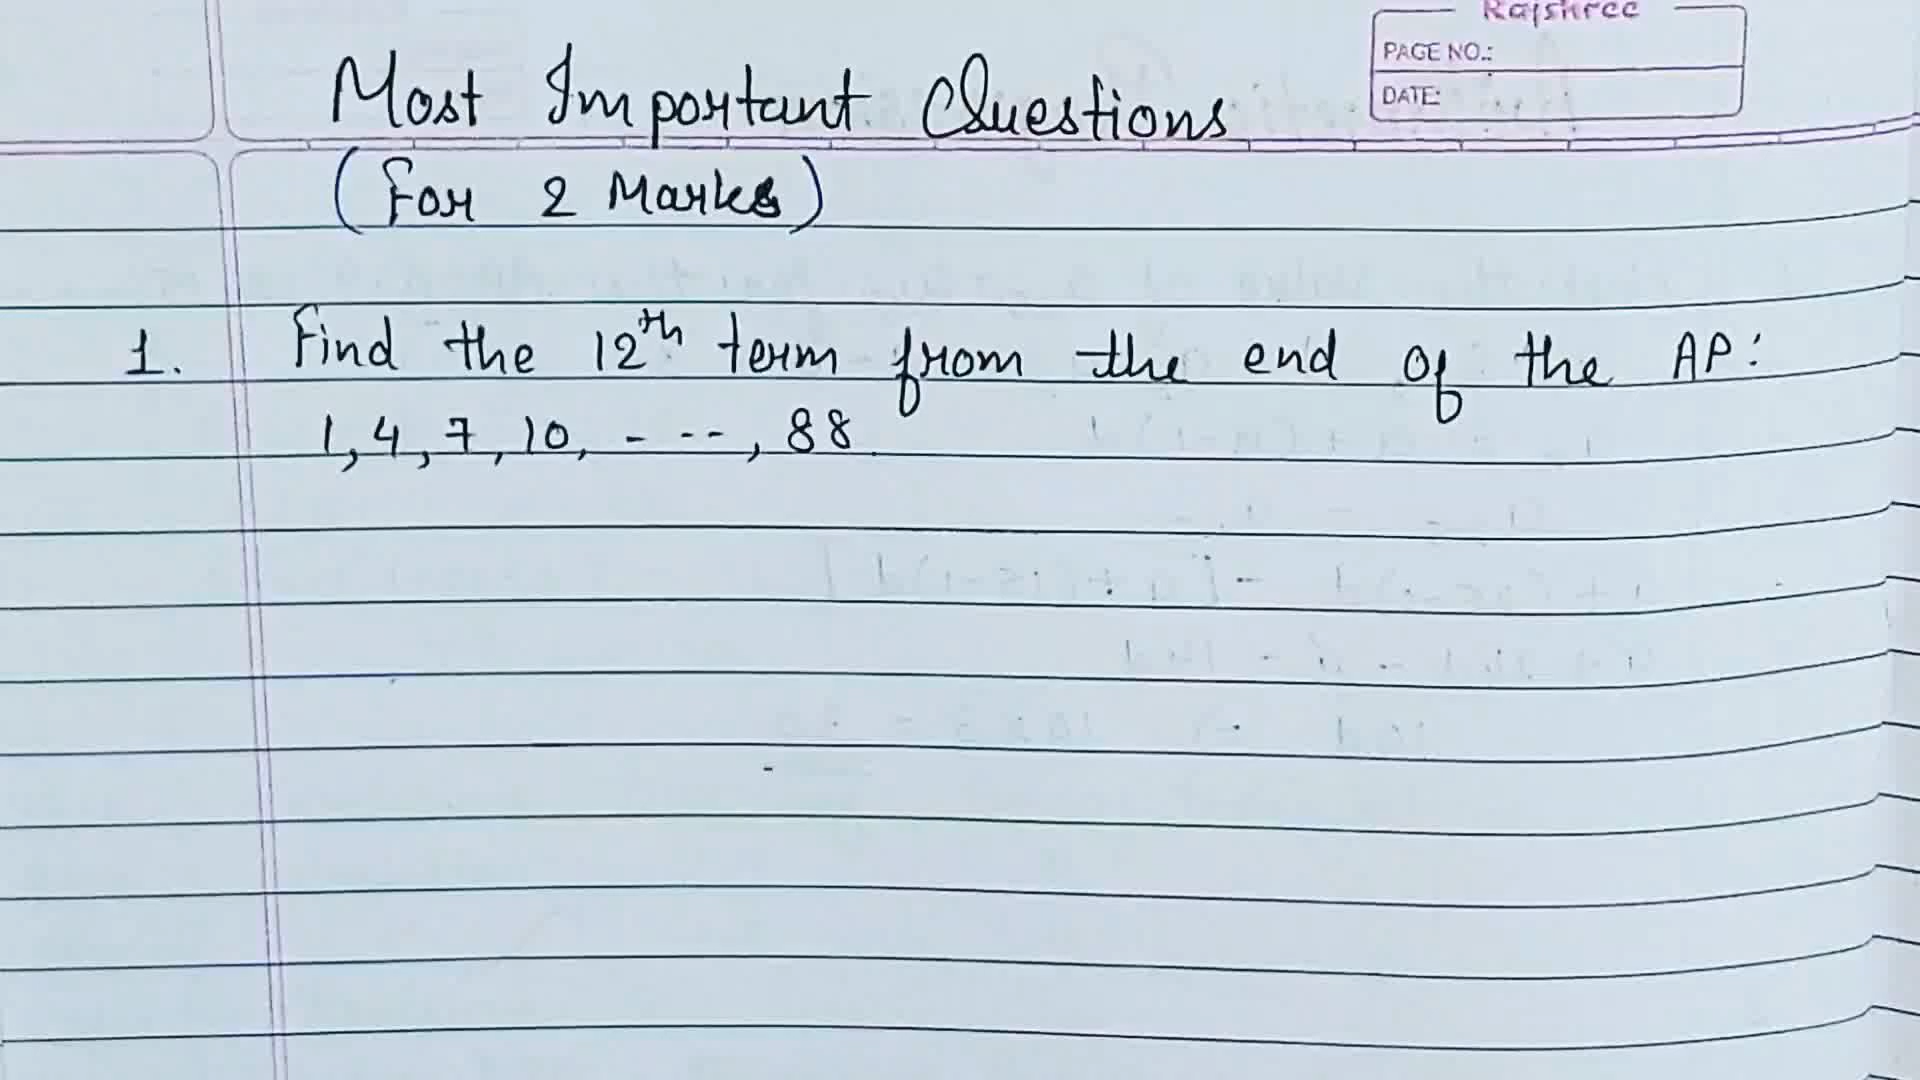 Rajshree
PAGE NO.:
DATE:
Most Important Questions
(For 2 Marks)
1. Find the 12th term from the end of the AP:
1, 4, 7, 10, - --, 88